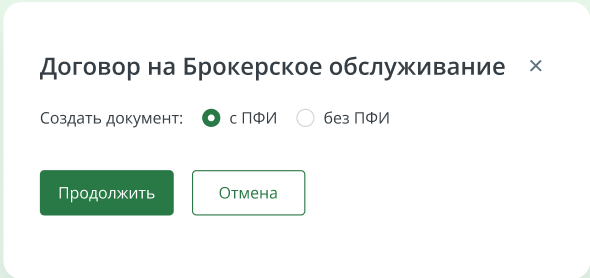 Договор на Брокерское обслуживание
Создать документ: с ПФИ без ПФИ
Продолжить Отмена